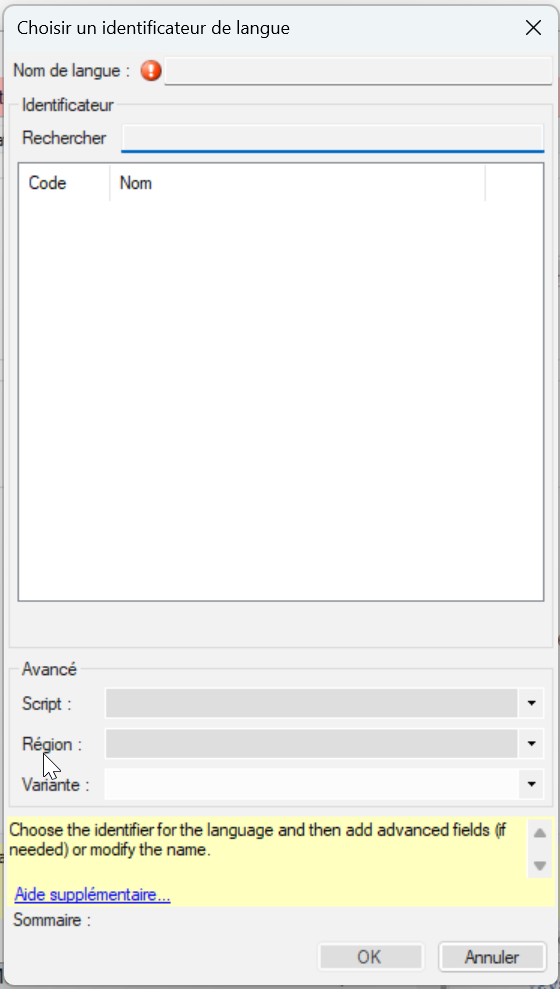 Choisir un identificateur de langue
Nom de langue :
Identificateur
Rechercher
Code Nom
Avancé
Script :
Région :
Variante :
Choose the identifier for the language and then add advanced fields (if
needed) or modify the name.
Aide supplémentaire...
Sommaire :
OK Annuler